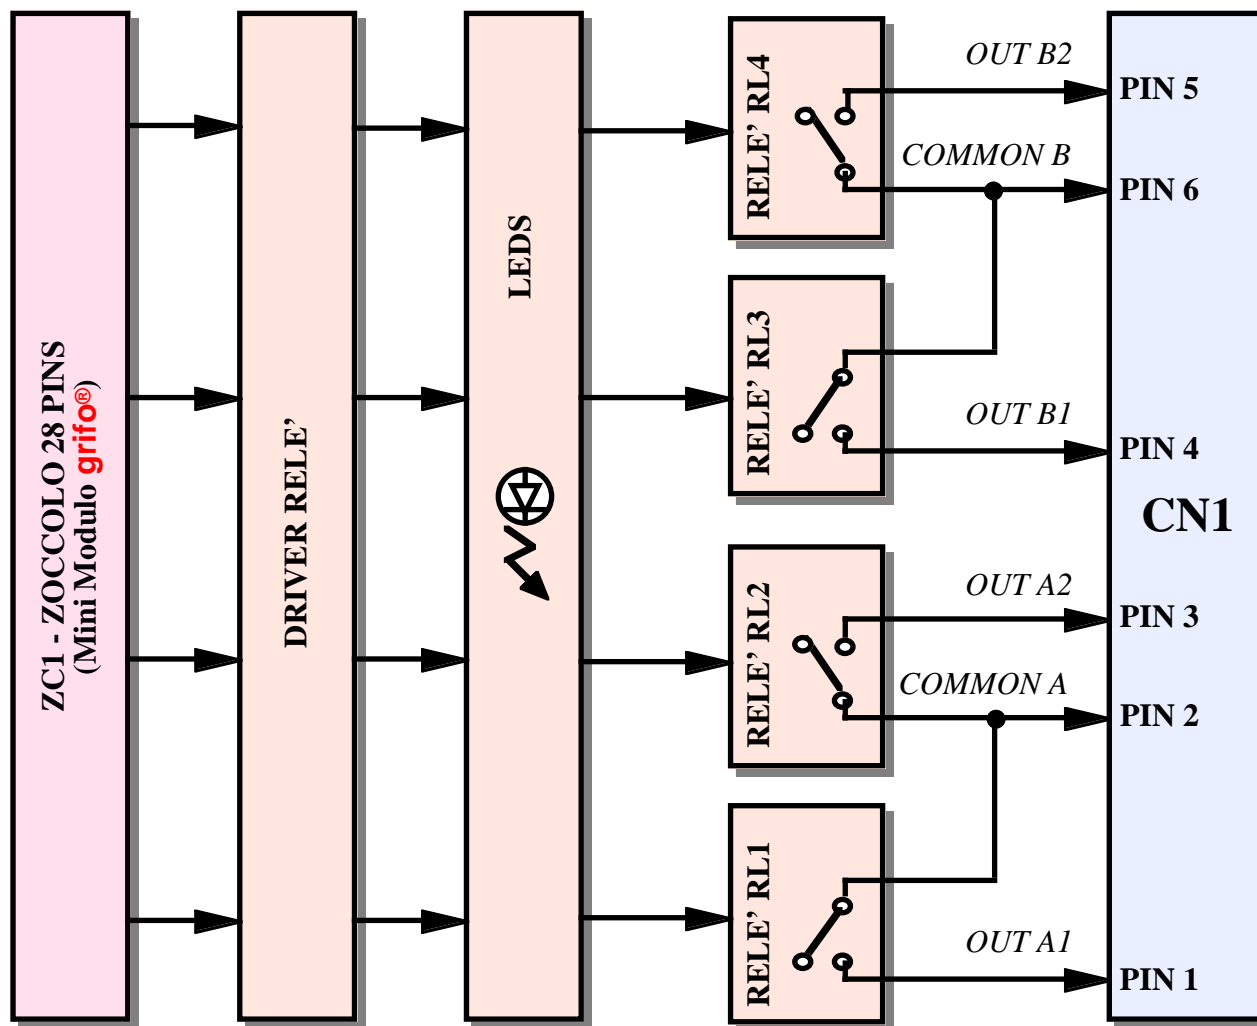 ZC1 - ZOCCOLO 28 PINS
(Mini Modulo grifo®)
DRIVER RELE’
LEDS
RELE’ RL4
OUT B2
PIN 5
COMMON B
PIN 6
RELE’ RL3
OUT B1
PIN 4
CN1
RELE’ RL2
OUT A2
PIN 3
COMMON A
PIN 2
RELE’ RL1
OUT A1
PIN 1